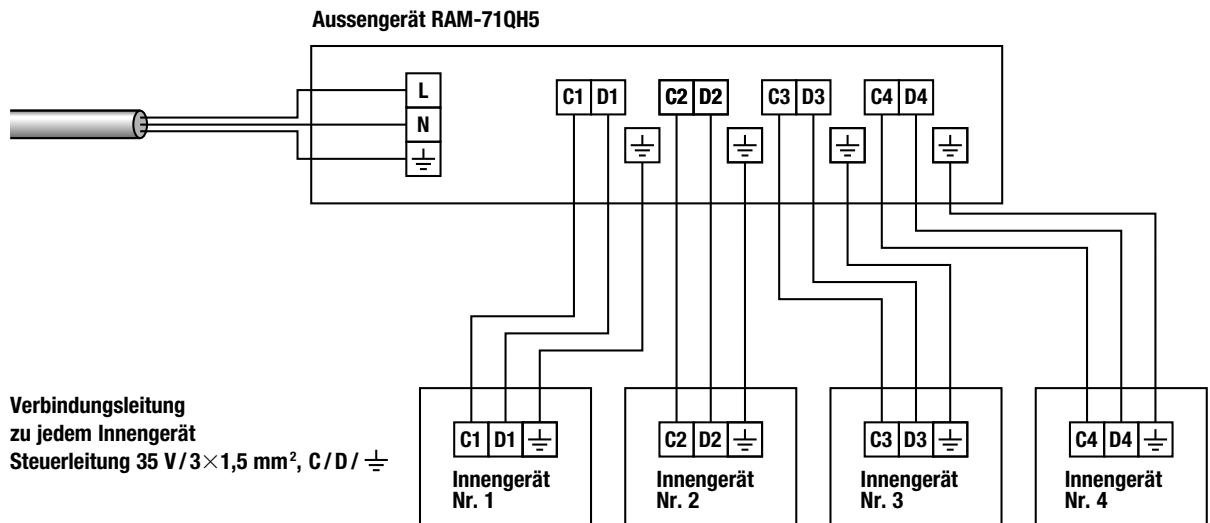 Aussengerät RAM-71QH5
L
N
C1 D1
C2 D2
C3 D3
C4 D4
Verbindungsleitung
zu jedem Innengerät
Steuerleitung 35 V/3×1,5 mm², C/D/⏚
C1 D1 ⏚
Innengerät
Nr. 1
C2 D2 ⏚
Innengerät
Nr. 2
C3 D3 ⏚
Innengerät
Nr. 3
C4 D4 ⏚
Innengerät
Nr. 4